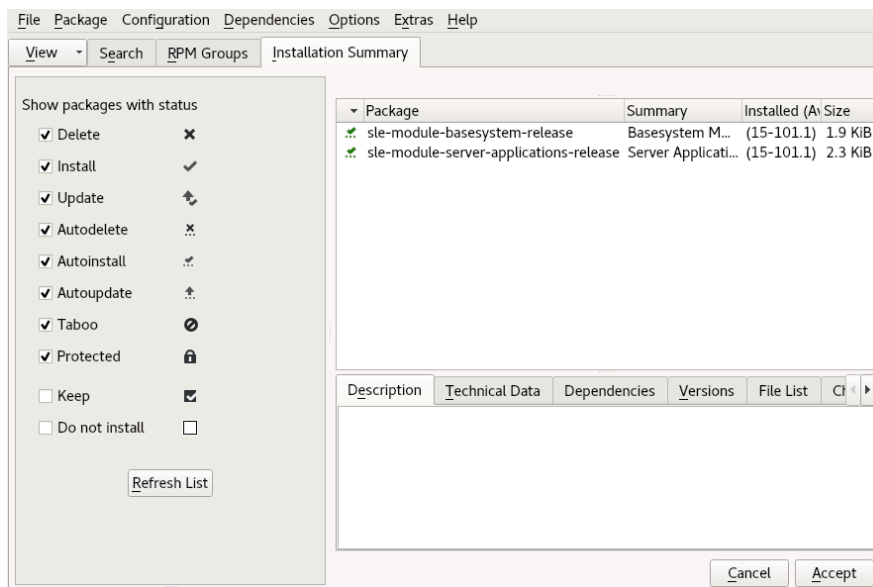 File Package Configuration Dependencies Options Extras Help
View Search RPM Groups Installation Summary
Show packages with status
Delete
Install
Update
Autodelete
Autoinstall
Autoupdate
Taboo
Protected
Keep
Do not install
Refresh List
Package Summary Installed (Av Size
sle-module-basesystem-release Basesystem M... (15-101.1) 1.9 KiB
sle-module-server-applications-release Server Applicati... (15-101.1) 2.3 KiB
Description Technical Data Dependencies Versions File List
Cancel Accept